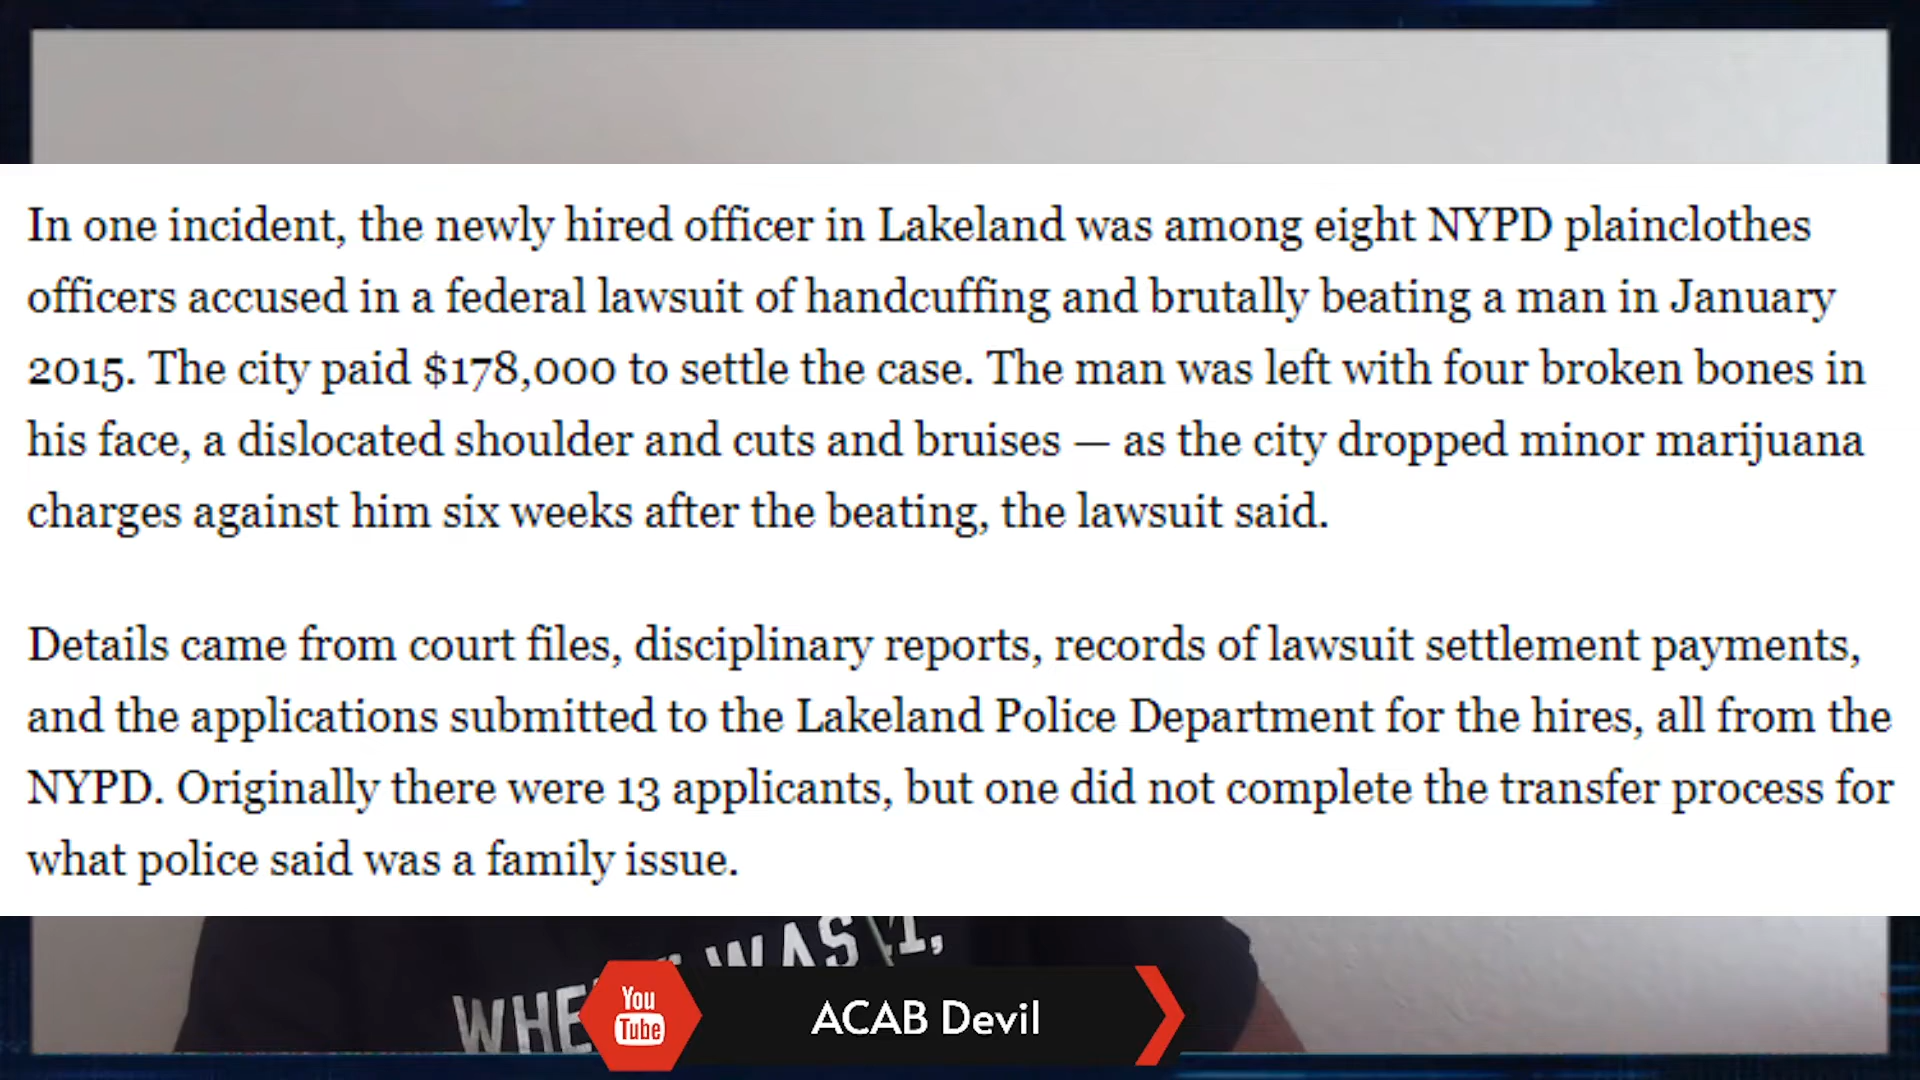 In one incident, the newly hired officer in Lakeland was among eight NYPD plainclothes
officers accused in a federal lawsuit of handcuffing and brutally beating a man in January
2015. The city paid $178,000 to settle the case. The man was left with four broken bones in
his face, a dislocated shoulder and cuts and bruises — as the city dropped minor marijuana
charges against him six weeks after the beating, the lawsuit said.
Details came from court files, disciplinary reports, records of lawsuit settlement payments,
and the applications submitted to the Lakeland Police Department for the hires, all from the
NYPD. Originally there were 13 applicants, but one did not complete the transfer process for
what police said was a family issue.
WAS
You
Tube
ACAB Devil